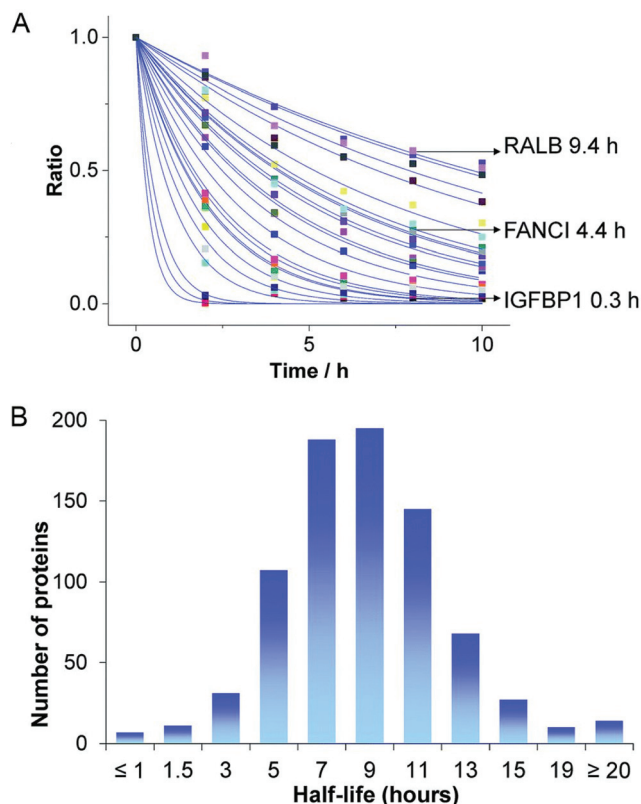 A
1.0
0.5
0.0
Ratio
0
5
10
Time / h
RALB 9.4 h
FANCI 4.4 h
IGFBP1 0.3 h
B
200
150
100
50
0
Number of proteins
≤ 1 1.5 3 5 7 9 11 13 15 19 ≥ 20
Half-life (hours)